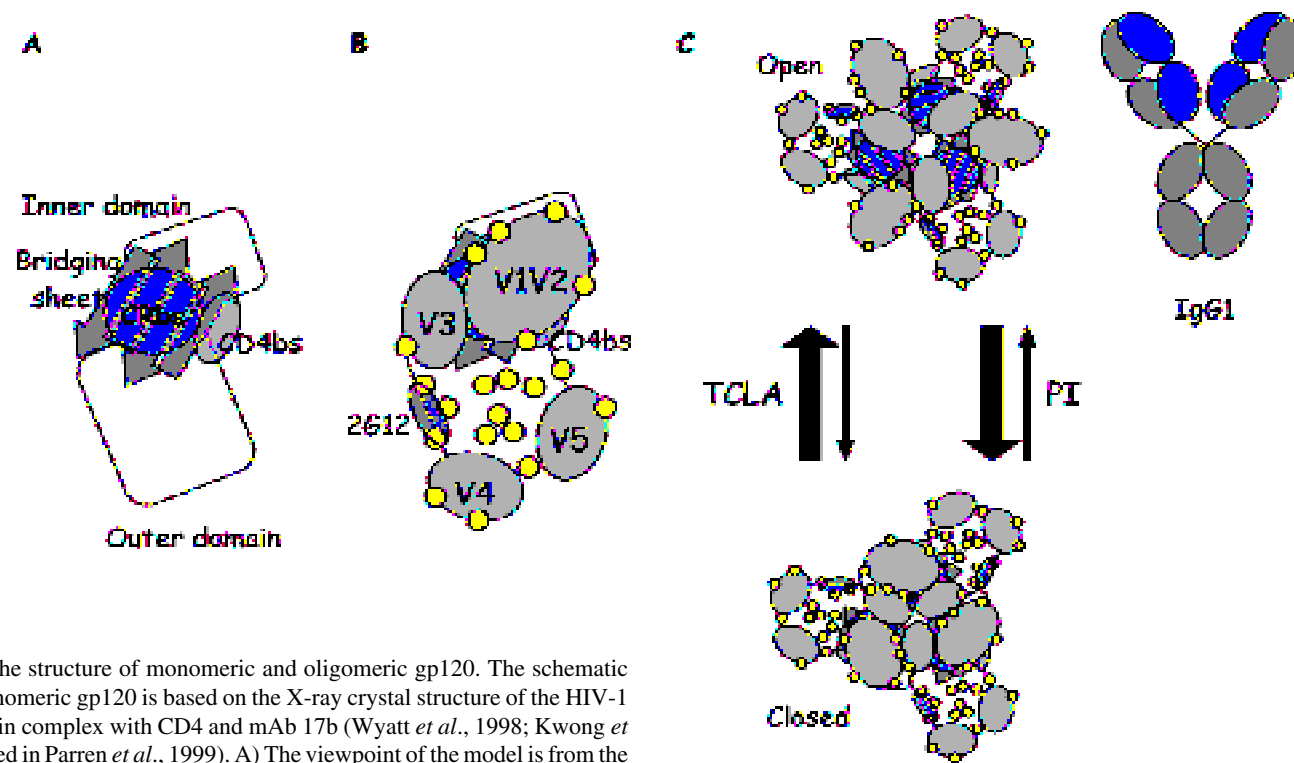 A
B
C
Open
Inner domain
Bridging
sheet
CD4bs
V1V2
V3
CD4bs
2G12
V5
V4
Outer domain
IgG1
TCLA
PI
Closed
he structure of monomeric and oligomeric gp120. The schematic
nomeric gp120 is based on the X-ray crystal structure of the HIV-1
in complex with CD4 and mAb 17b (Wyatt et al., 1998; Kwong et
ed in Parren et al., 1999). A) The viewpoint of the model is from the